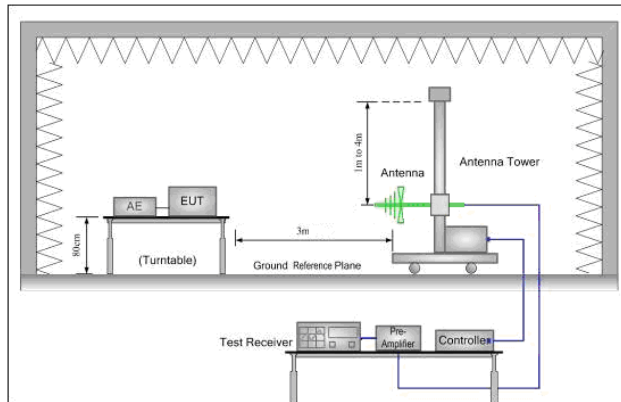 1m to 4m
Antenna
Antenna Tower
AE
EUT
80cm
(Turntable)
3m
Ground Reference Plane
Test Receiver
Pre-
Amplifier
Controller